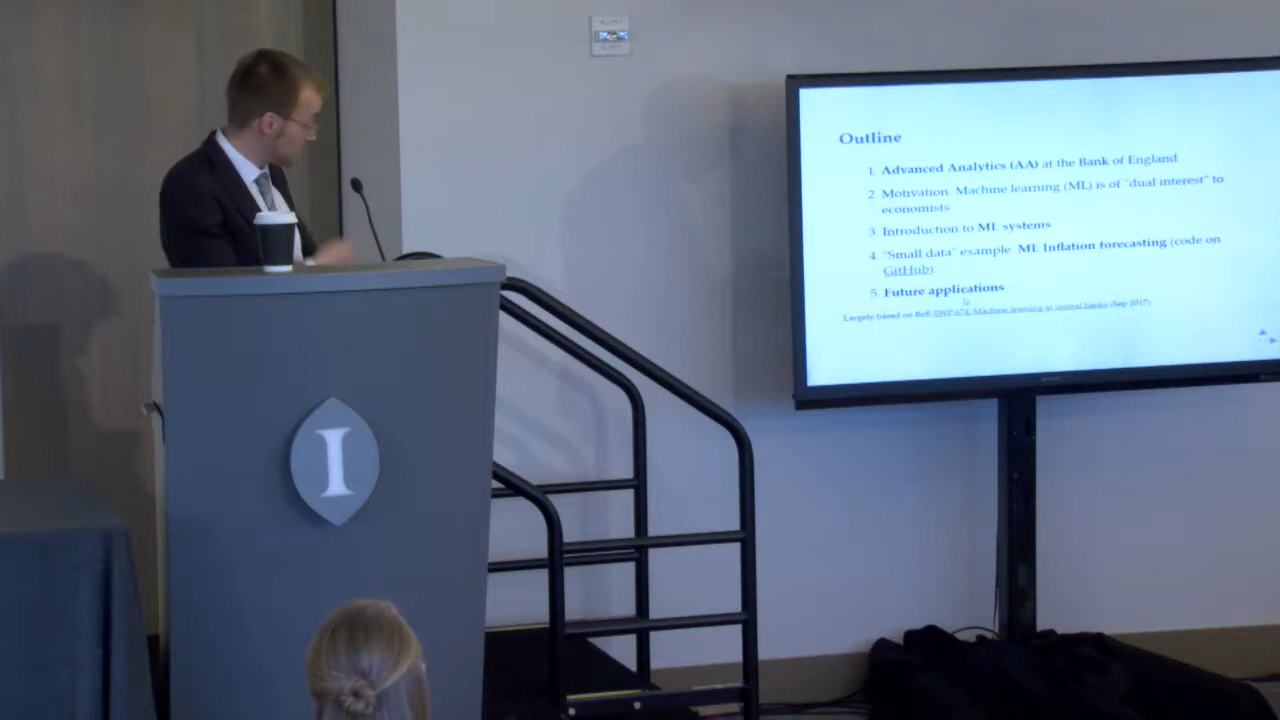 ALERT
ALERT
Outline
1. Advanced Analytics (AA) at the Bank of England
2. Motivation: Machine learning (ML) is of "dual interest" to
economists
3. Introduction to ML systems
4. "Small data" example ML Inflation forecasting (code on
GitHub)
5. Future applications
Largely based on BoE SWP 674, Machine learning at central banks (Sep 2017)
I